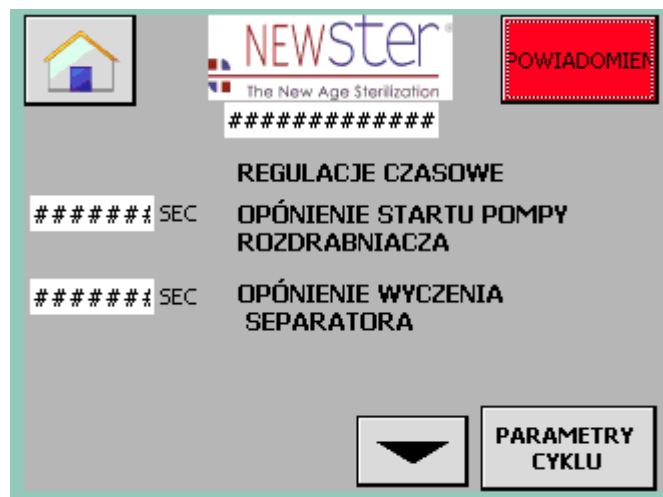 NEWSter®
POWIADOMIEN
The New Age Sterilization
#############
REGULACJE CZASOWE
####### SEC
OPÓNIENIE STARTU POMPY
ROZDRABNIACZA
####### SEC
OPÓNIENIE WYCZENIA
SEPARATORA
PARAMETRY
CYKLU